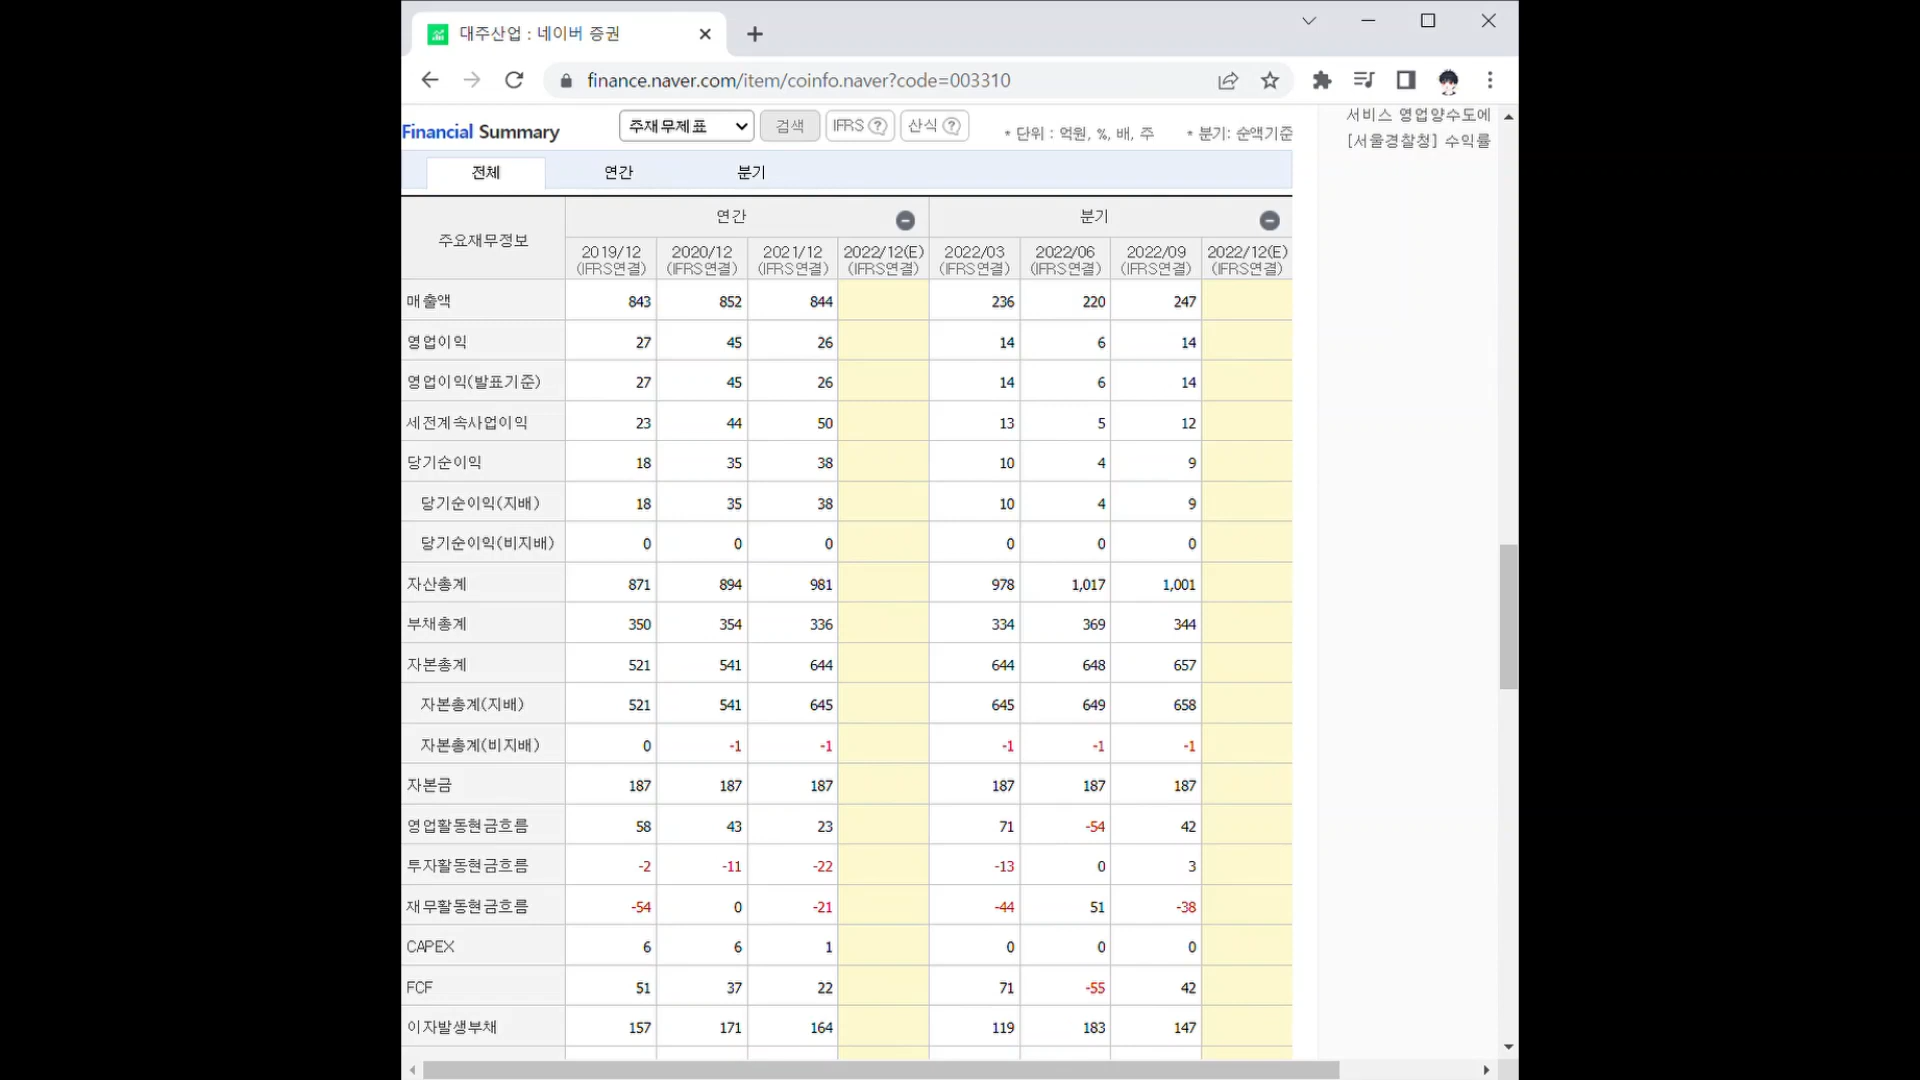 대주산업 : 네이버 증권
finance.naver.com/item/coinfo.naver?code=003310
서비스 영업양수도에
[서울경찰청] 수익률
Financial Summary 주재무제표 검색 IFRS ? 산식 ? * 단위 : 억원, %, 배, 주 * 분기: 순액기준
전체 연간 분기
주요재무정보 연간 분기
2019/12 2020/12 2021/12 2022/12(E) 2022/03 2022/06 2022/09 2022/12(E)
(IFRS연결) (IFRS연결) (IFRS연결) (IFRS연결) (IFRS연결) (IFRS연결) (IFRS연결) (IFRS연결)
매출액 843 852 844 236 220 247
영업이익 27 45 26 14 6 14
영업이익(발표기준) 27 45 26 14 6 14
세전계속사업이익 23 44 50 13 5 12
당기순이익 18 35 38 10 4 9
당기순이익(지배) 18 35 38 10 4 9
당기순이익(비지배) 0 0 0 0 0 0
자산총계 871 894 981 978 1,017 1,001
부채총계 350 354 336 334 369 344
자본총계 521 541 644 644 648 657
자본총계(지배) 521 541 645 645 649 658
자본총계(비지배) 0 -1 -1 -1 -1 -1
자본금 187 187 187 187 187 187
영업활동현금흐름 58 43 23 71 -54 42
투자활동현금흐름 -2 -11 -22 -13 0 3
재무활동현금흐름 -54 0 -21 -44 51 -38
CAPEX 6 6 1 0 0 0
FCF 51 37 22 71 -55 42
이자발생부채 157 171 164 119 183 147